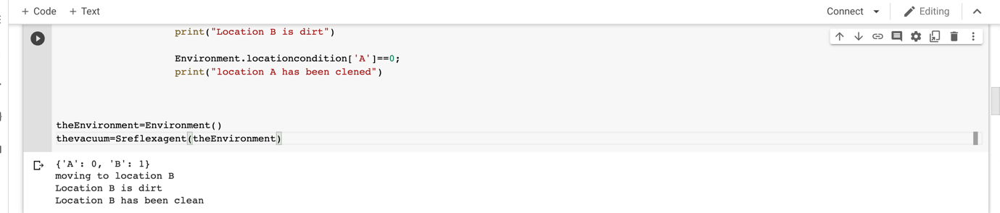 + Code + Text
Connect
Editing
print("Location B is dirt")
Environment.locationcondition['A']==0;
print("location A has been clened")
theEnvironment=Environment()
thevacuum=Sreflexagent(theEnvironment)
{'A': 0, 'B': 1}
moving to location B
Location B is dirt
Location B has been clean